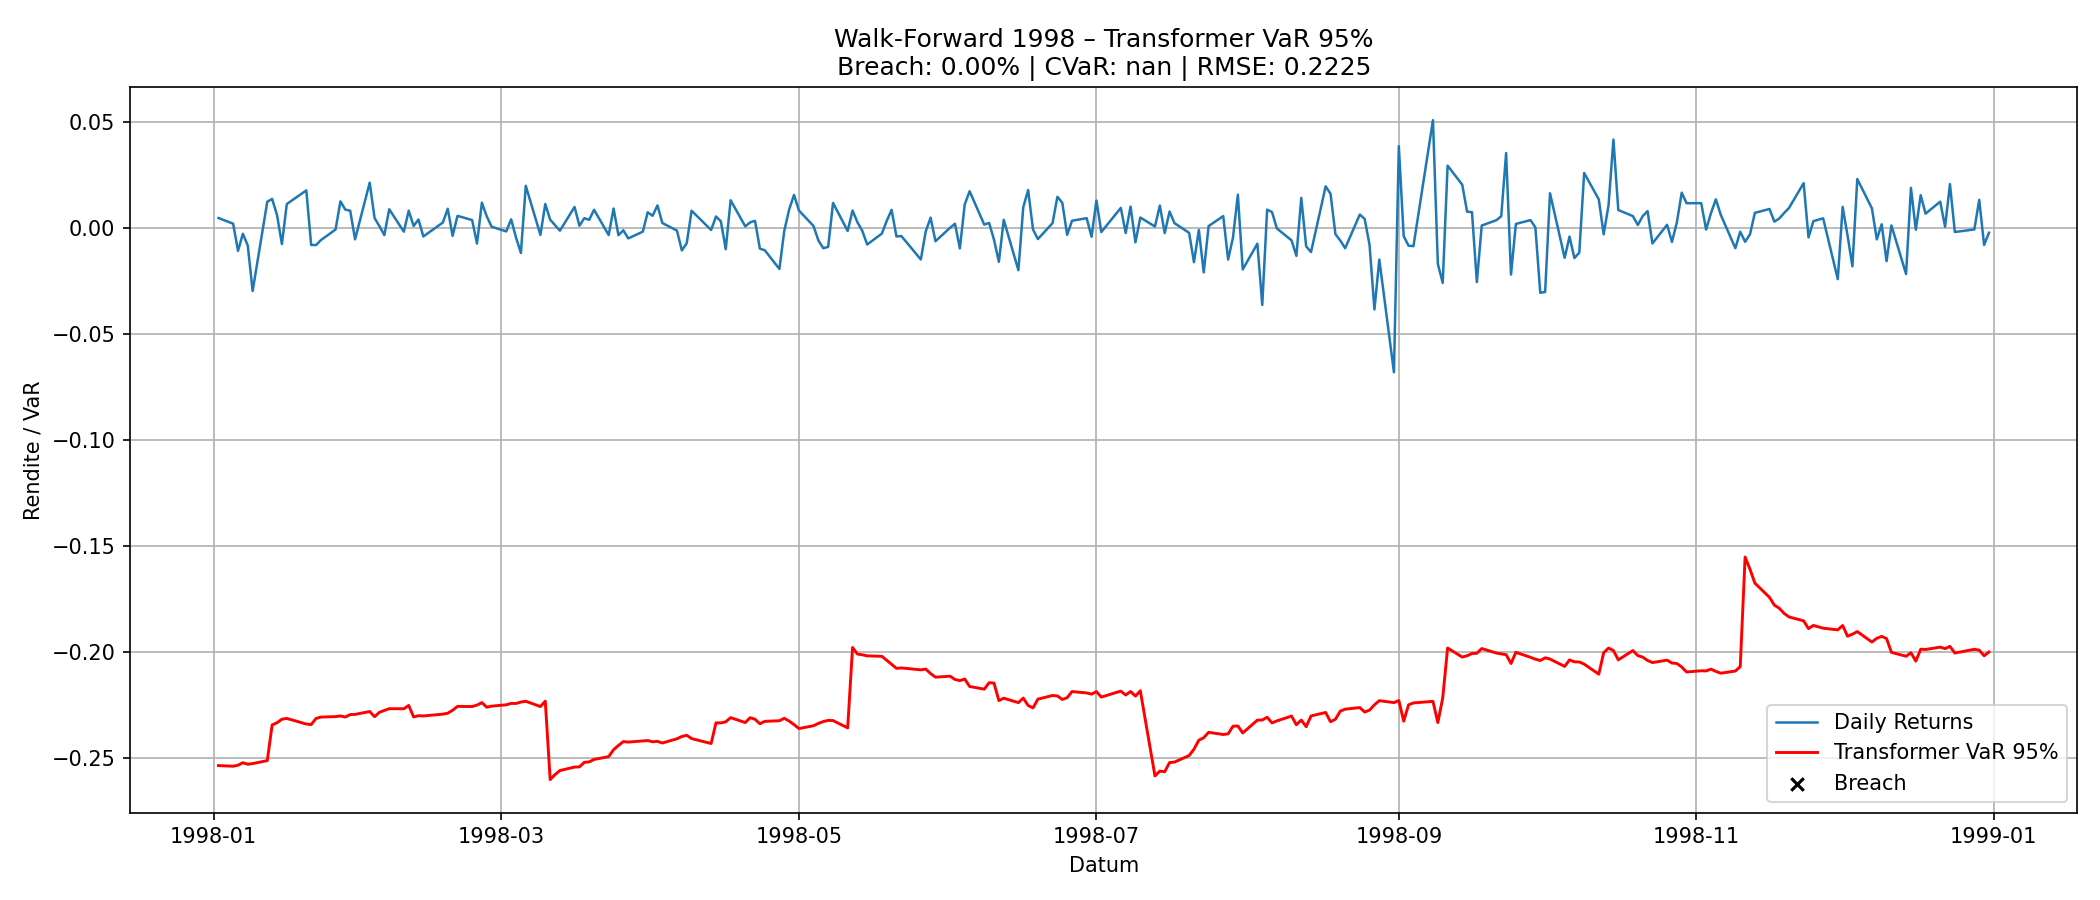 Walk-Forward 1998 – Transformer VaR 95%
Breach: 0.00% | CVaR: nan | RMSE: 0.2225
0.05
0.00
−0.05
−0.10
−0.15
−0.20
−0.25
Rendite / VaR
Daily Returns
Transformer VaR 95%
Breach
1998-01 1998-03 1998-05 1998-07 1998-09 1998-11 1999-01
Datum